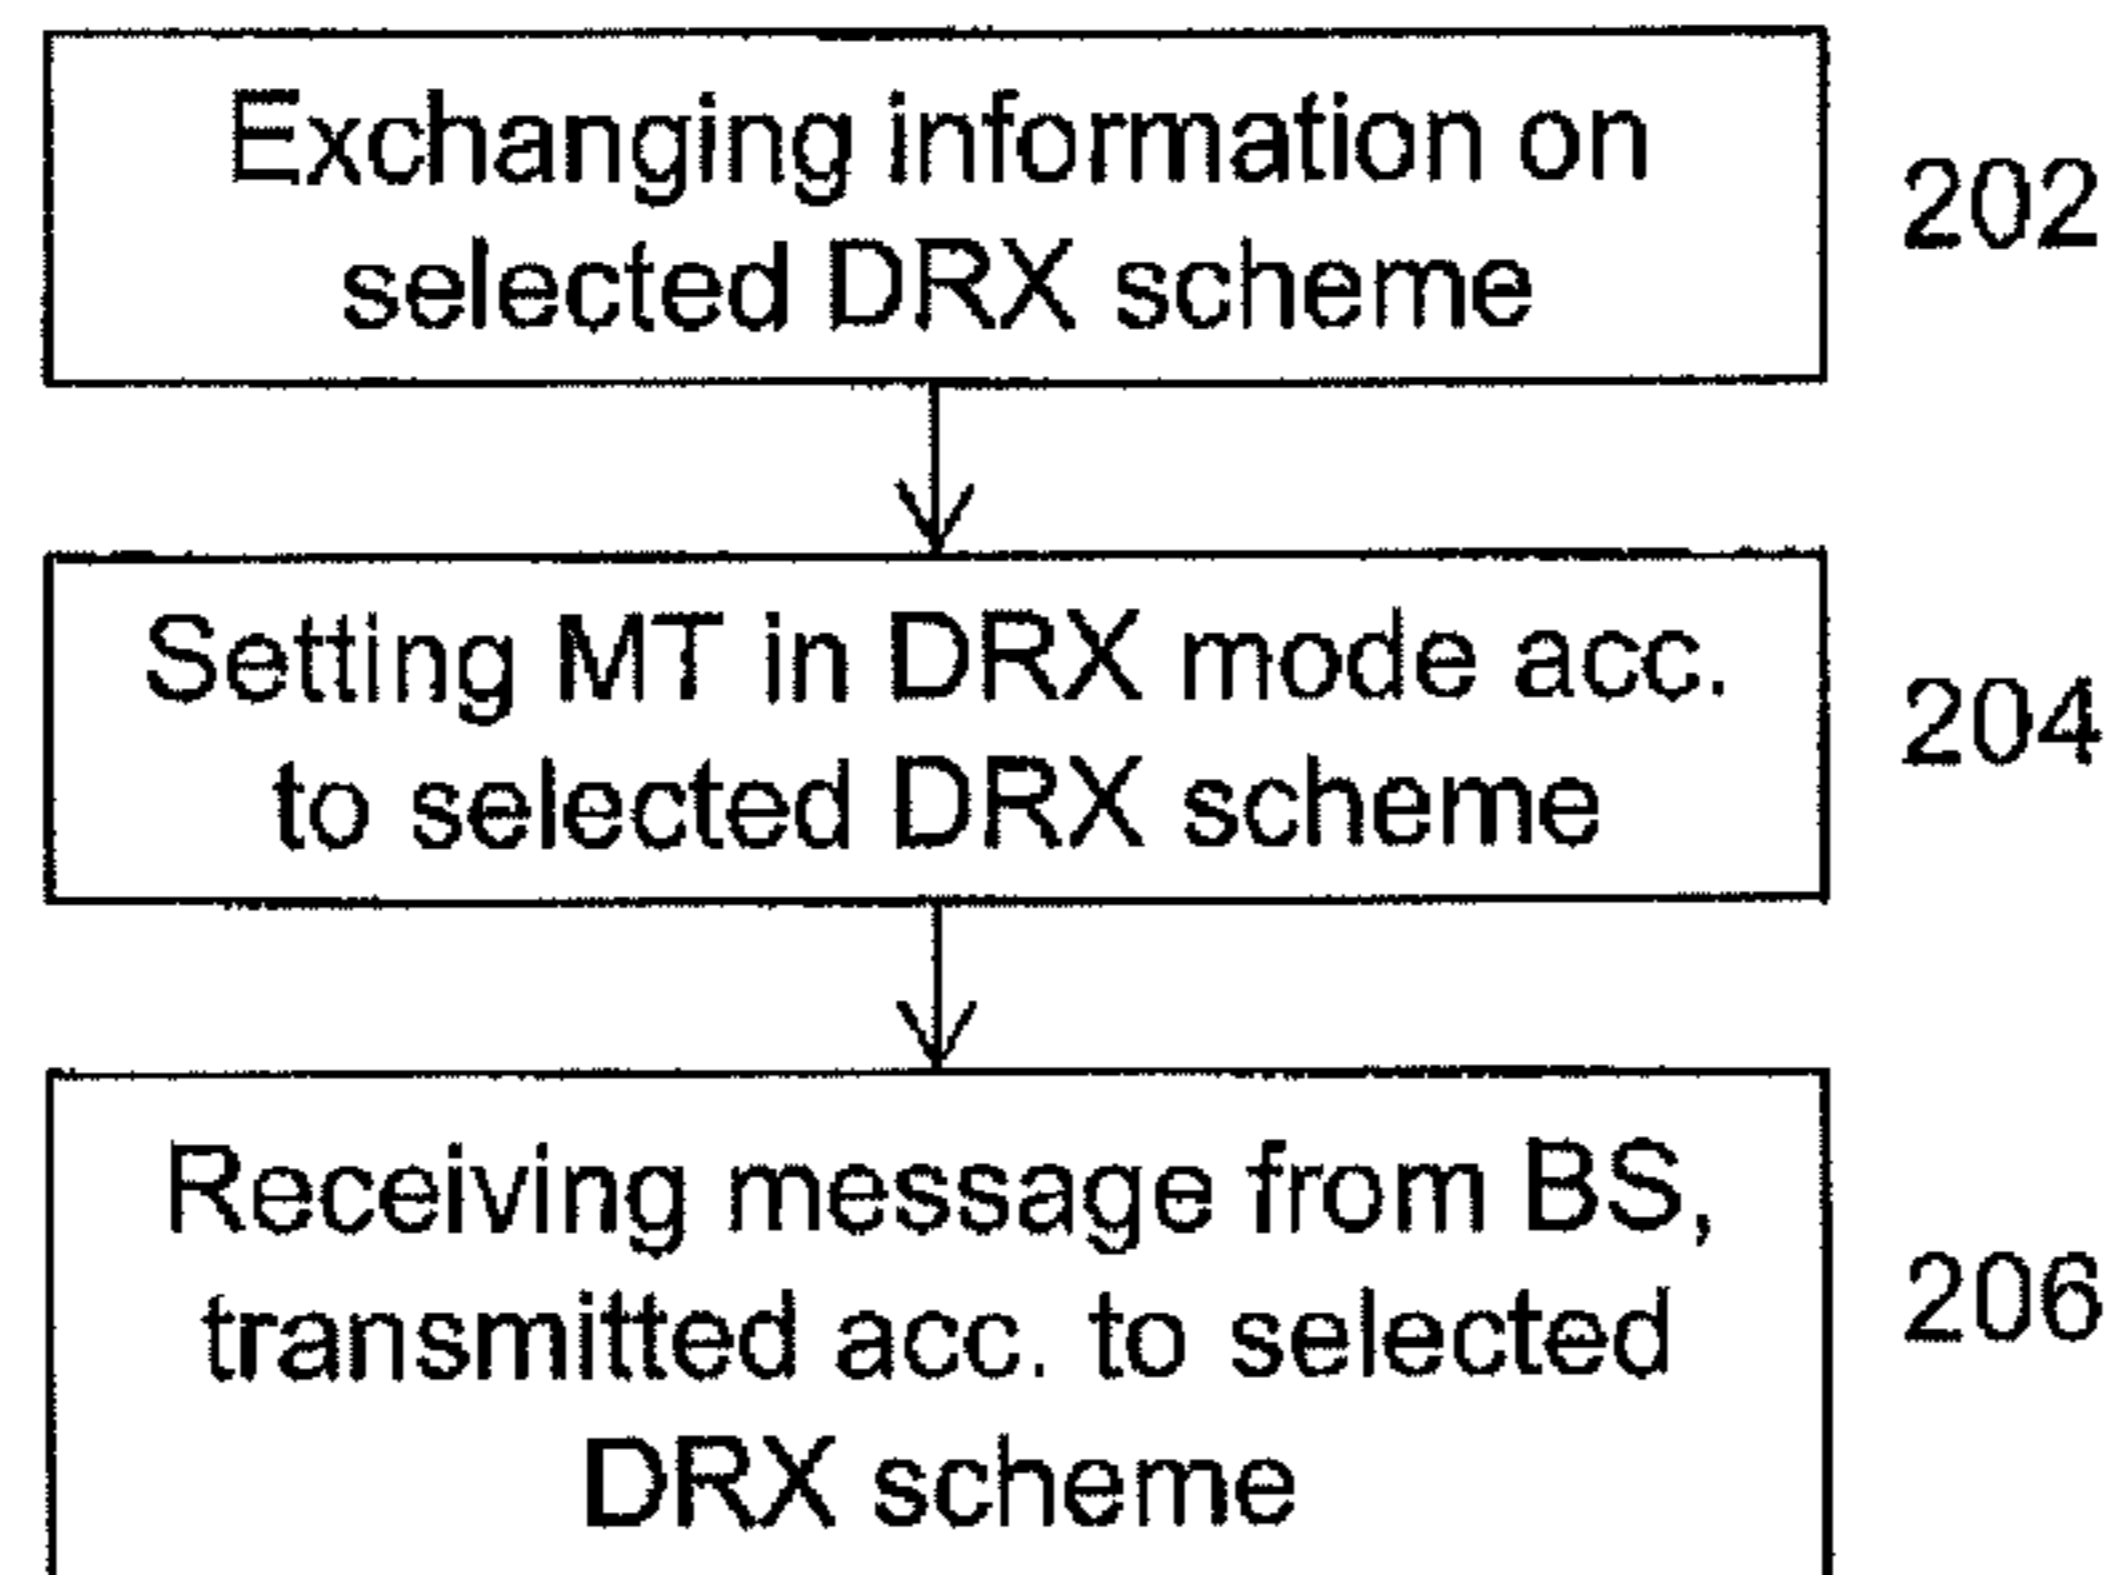 Exchanging information on
selected DRX scheme
202
Setting MT in DRX mode acc.
to selected DRX scheme
204
Receiving message from BS,
transmitted acc. to selected
DRX scheme
206